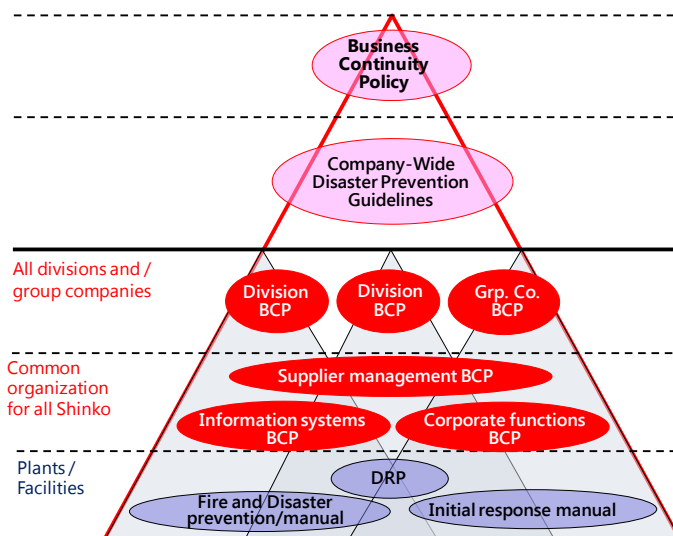 Business
Continuity
Policy
Company-Wide
Disaster Prevention
Guidelines
All divisions and /
group companies
Division
BCP
Division
BCP
Grp. Co.
BCP
Common
organization
for all Shinko
Supplier management BCP
Information systems
BCP
Corporate functions
BCP
Plants /
Facilities
DRP
Fire and Disaster
prevention/manual
Initial response manual